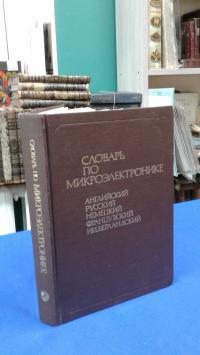 СЛОВАРЬ ПО МИКРОЭЛЕКТРОНИКЕ
СЛОВАРЬ
ПО
МИКРОЭЛЕКТРОНИКЕ
АНГЛИЙСКИЙ
РУССКИЙ
НЕМЕЦКИЙ
ФРАНЦУЗСКИЙ
НИДЕРЛАНДСКИЙ